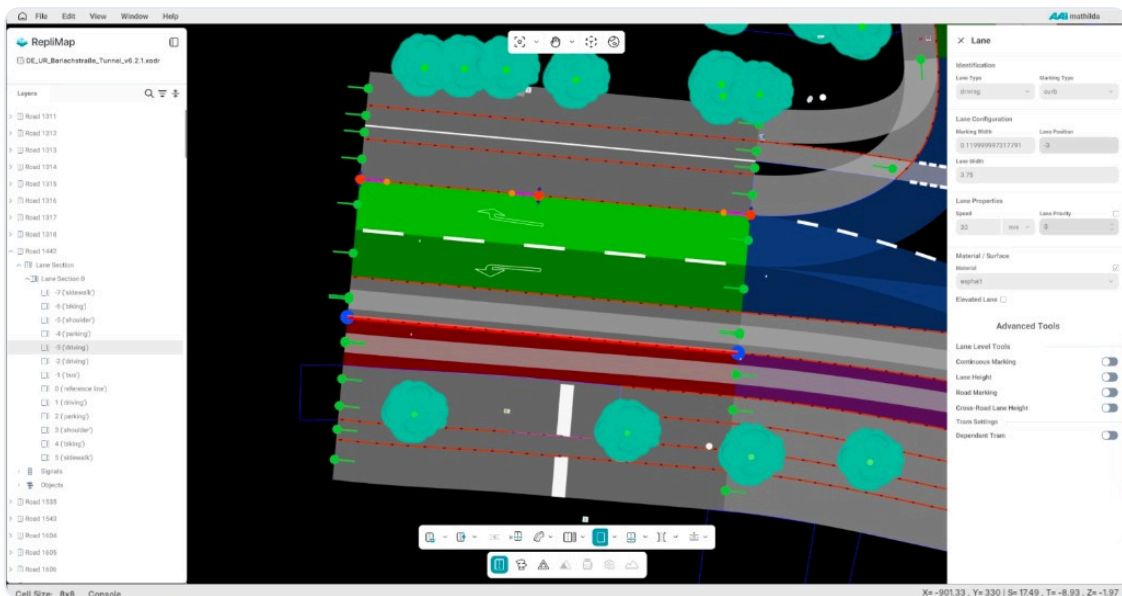 File Edit View Window Help
AAI mathilda
RepliMap
DE_UR_Barlachstraße_Tunnel_v6.2.1.xodr
Layers
Road 1311
Road 1312
Road 1313
Road 1314
Road 1315
Road 1316
Road 1317
Road 1318
Road 1443
Lane Section
Lane Section 0
-7 ('sidewalk')
-6 ('biking')
-5 ('shoulder')
-4 ('parking')
-3 ('driving')
-2 ('driving')
-1 ('bus')
0 ('reference line')
1 ('driving')
2 ('parking')
3 ('shoulder')
4 ('biking')
5 ('sidewalk')
Signals
Objects
Road 1535
Road 1543
Road 1604
Road 1605
Road 1606
Cell Size: 8x8 Console
Lane
Identification
Lane Type Marking Type
driving curb
Lane Configuration
Marking Width Lane Position
0.119999997317791 -3
Lane Width
3.75
Lane Properties
Speed Lane Priority
30 0
Material / Surface
Material
asphalt
Elevated Lane
Advanced Tools
Lane Level Tools
Continuous Marking
Lane Height
Road Marking
Cross-Road Lane Height
Tram Settings
Dependent Tram
X= -901.33 , Y= 330 | S= 17.49 , T= -8.93 , Z= -1.97